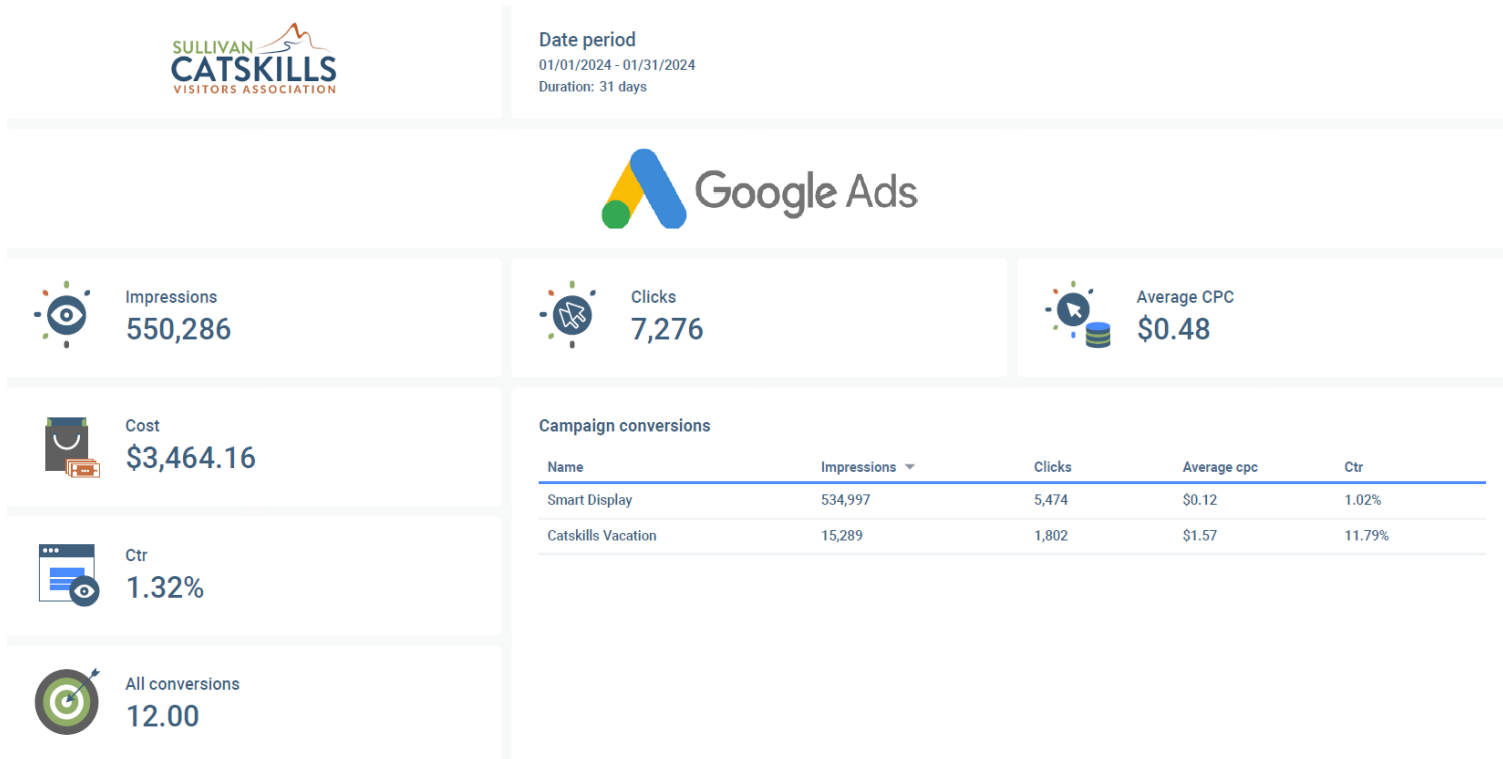 SULLIVAN
CATSKILLS
VISITORS ASSOCIATION
Date period
01/01/2024 - 01/31/2024
Duration: 31 days
Google Ads
Impressions
550,286
Clicks
7,276
Average CPC
$0.48
Cost
$3,464.16
Ctr
1.32%
All conversions
12.00
Campaign conversions
Name Impressions Clicks Average cpc Ctr
Smart Display 534,997 5,474 $0.12 1.02%
Catskills Vacation 15,289 1,802 $1.57 11.79%